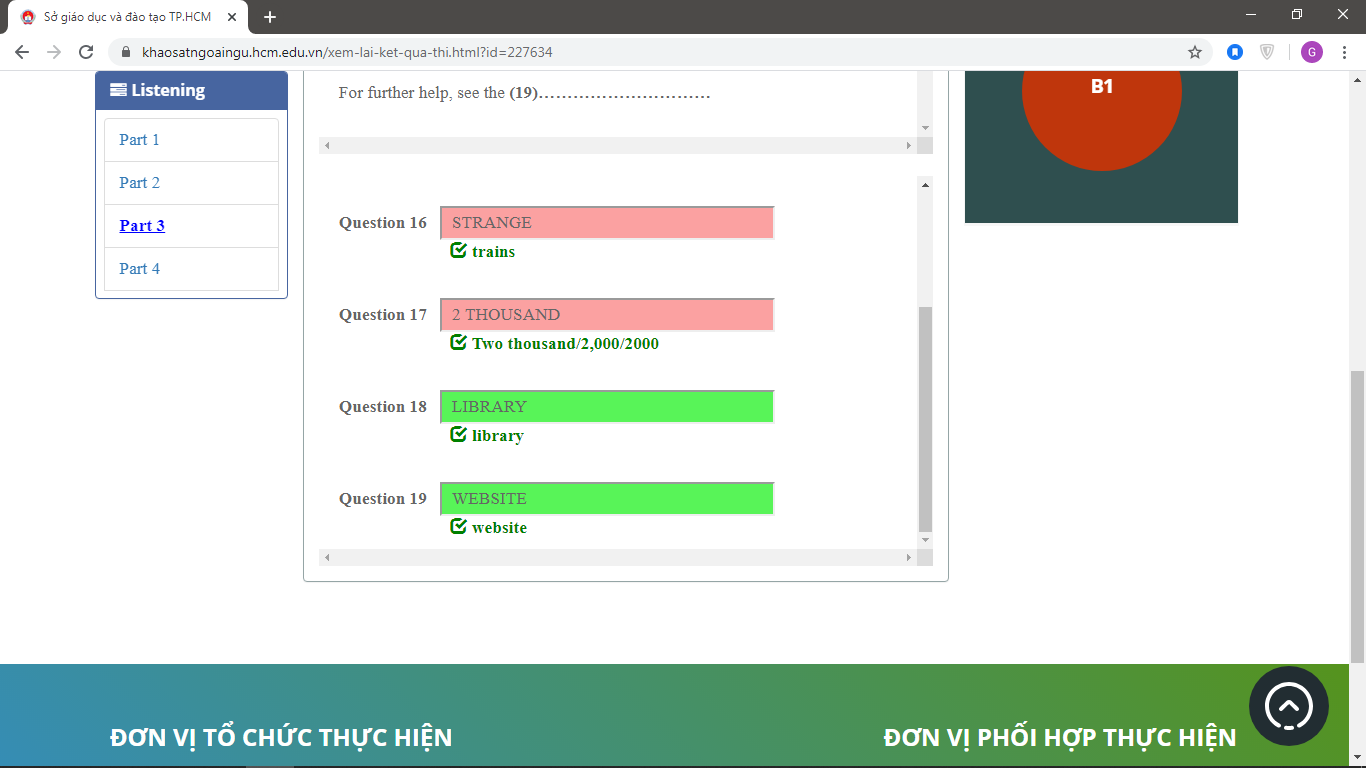 Sở giáo dục và đào tạo TP.HCM
khaosatngoaingu.hcm.edu.vn/xem-lai-ket-qua-thi.html?id=227634
G
Listening
Part 1
Part 2
Part 3
Part 4
For further help, see the (19)…………………………
B1
Question 16 STRANGE
trains
Question 17 2 THOUSAND
Two thousand/2,000/2000
Question 18 LIBRARY
library
Question 19 WEBSITE
website
ĐƠN VỊ TỔ CHỨC THỰC HIỆN
ĐƠN VỊ PHỐI HỢP THỰC HIỆN